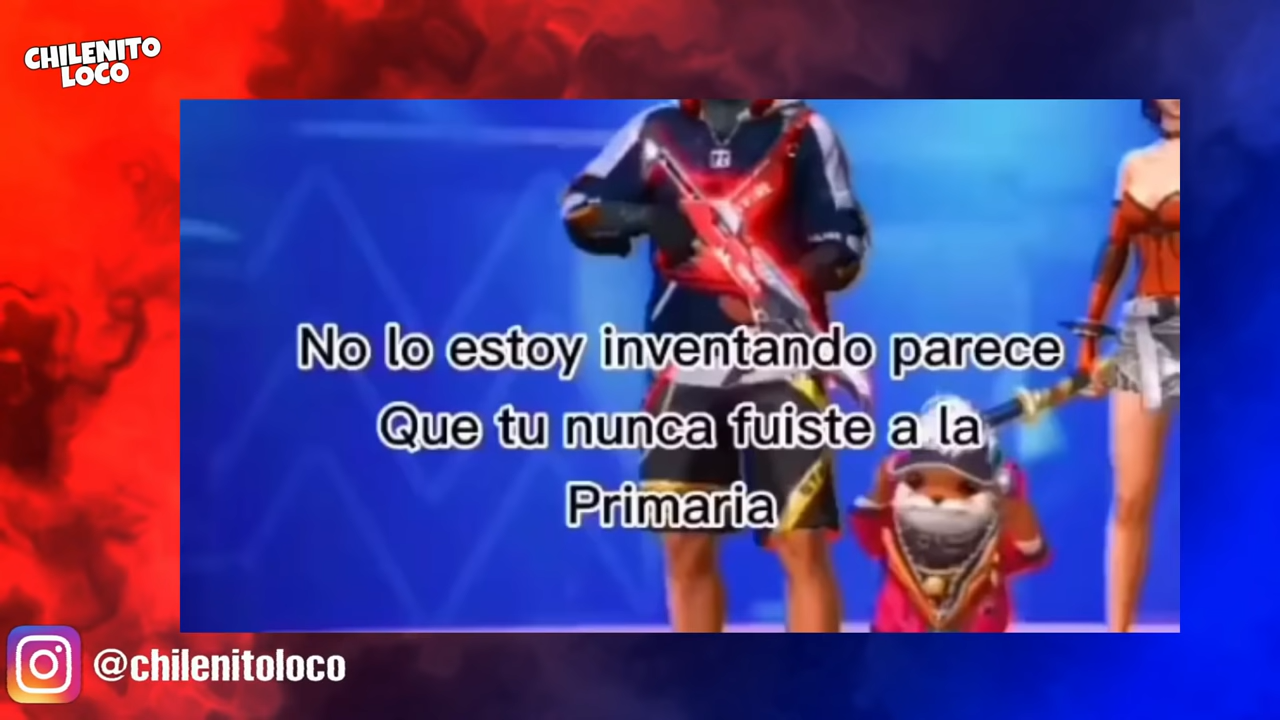 CHILENITO
LOCO
No lo estoy inventando parece
Que tu nunca fuiste a la
Primaria
@chilenitoloco